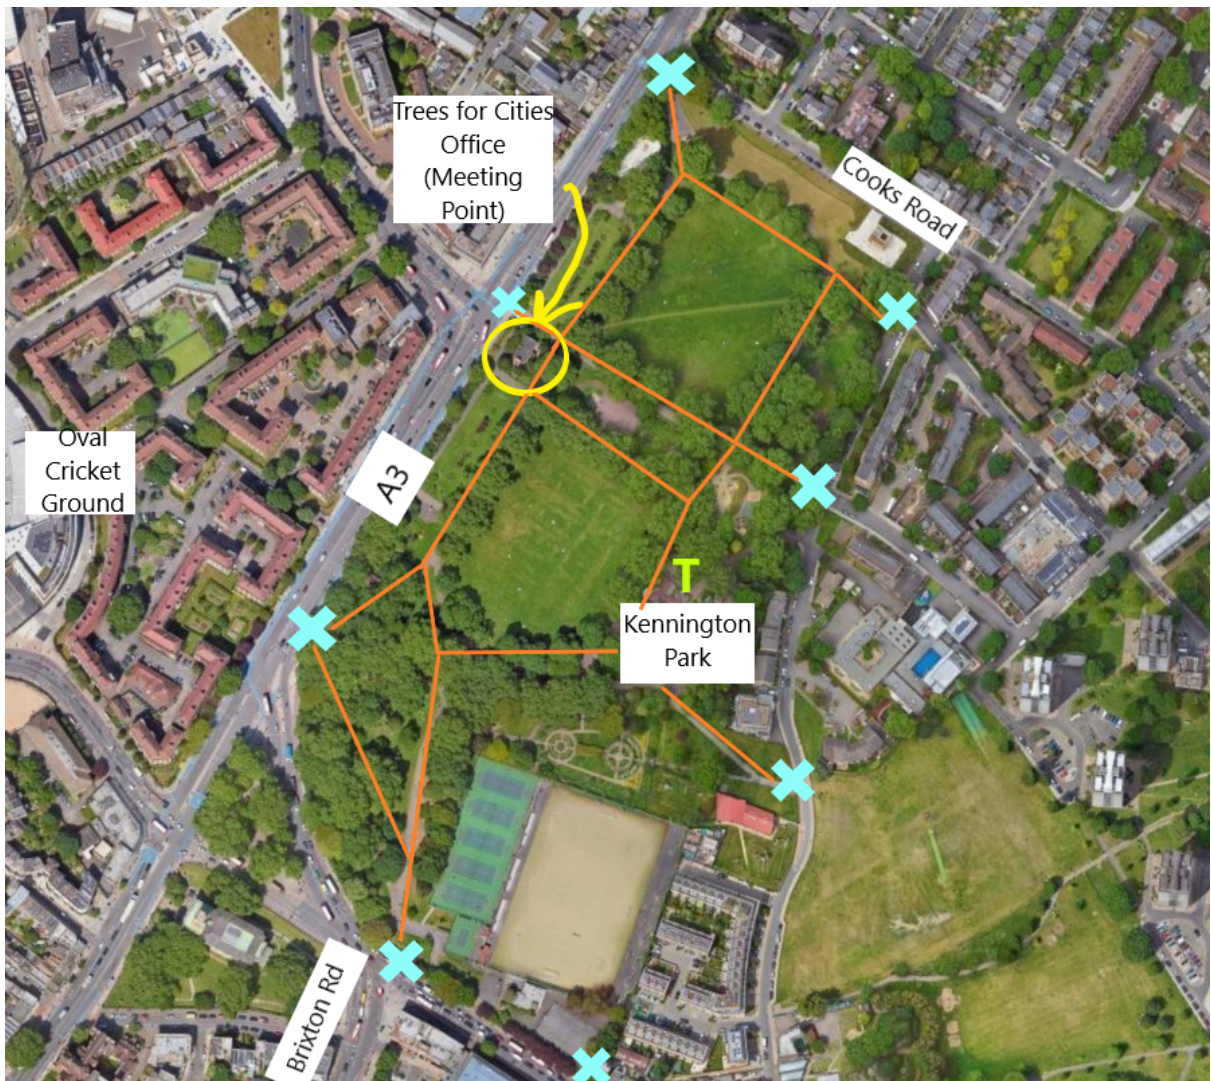 Trees for Cities
Office
(Meeting
Point)
Cooks Road
Oval
Cricket
Ground
A3
T
Kennington
Park
Brixton Rd